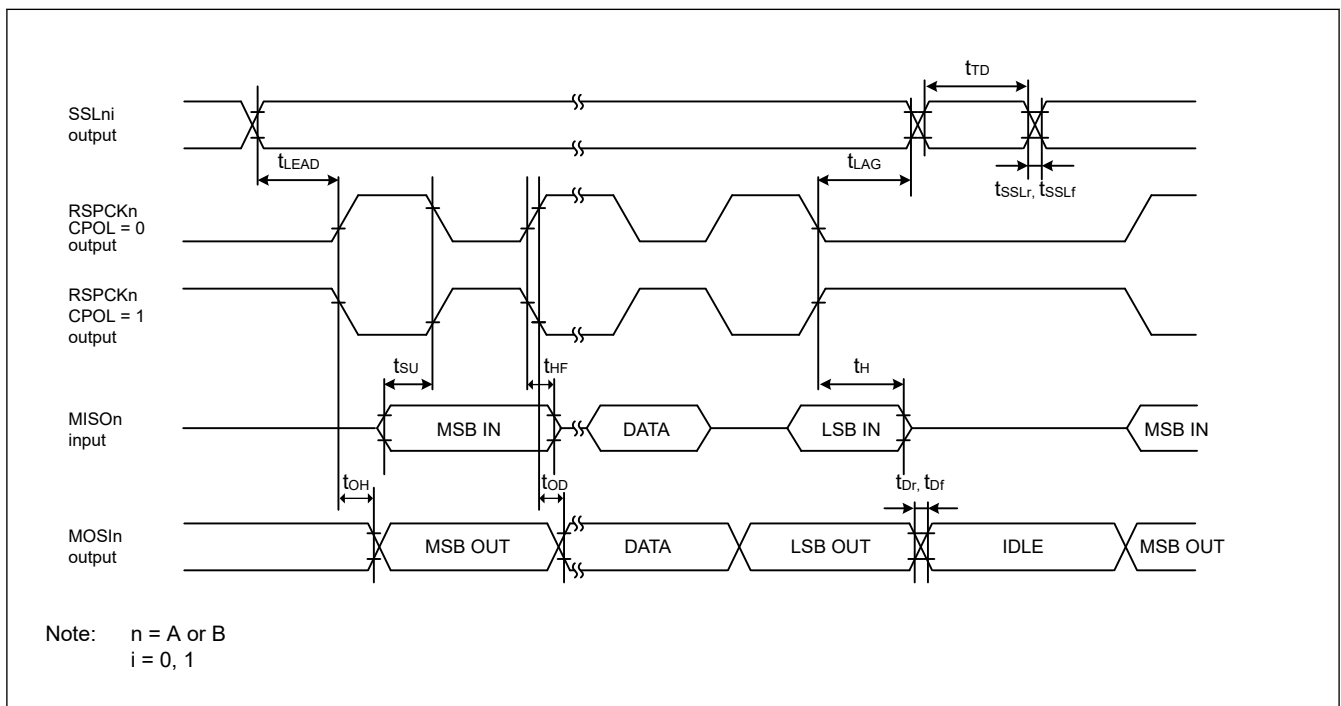 tTD
SSLni
output
tLEAD
tLAG
tSSLr, tSSLf
RSPCKn
CPOL = 0
output
RSPCKn
CPOL = 1
output
tSU
tHF
tH
MISOn
input
MSB IN
DATA
LSB IN
MSB IN
tOH
tOD
tDr, tDf
MOSIn
output
MSB OUT
DATA
LSB OUT
IDLE
MSB OUT
Note: n = A or B
i = 0, 1